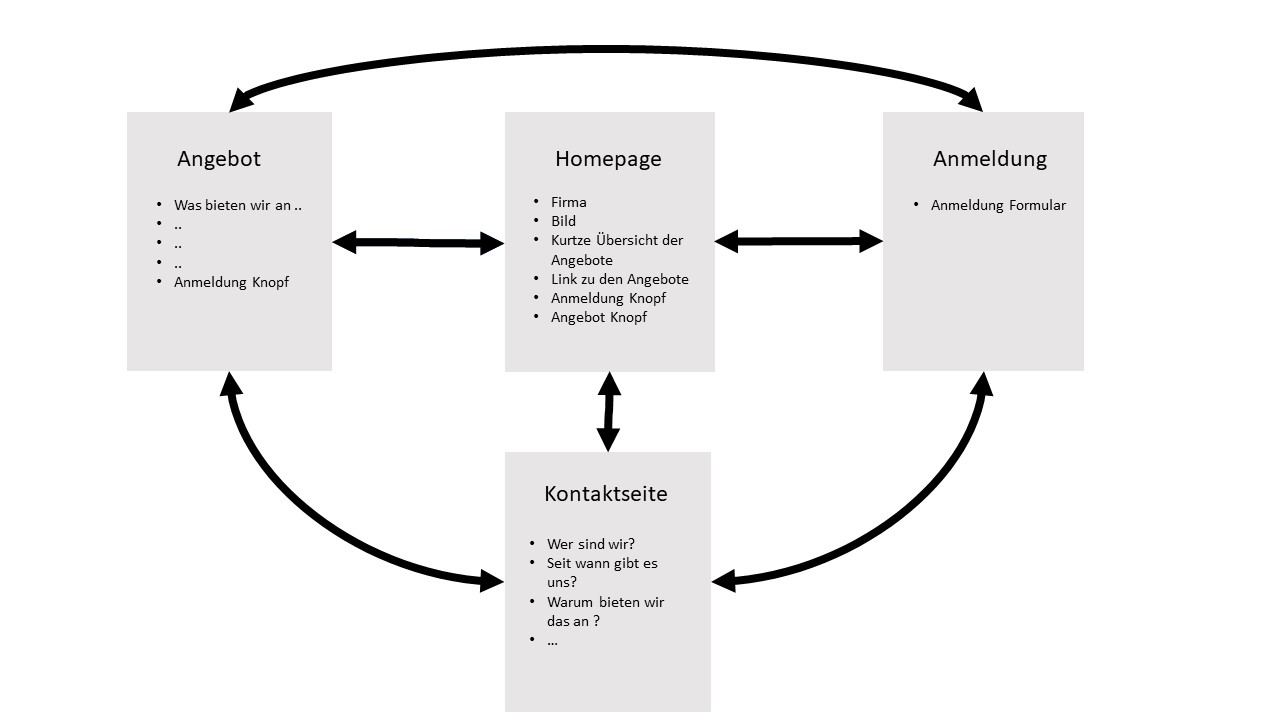 Angebot
• Was bieten wir an ..
• ..
• ..
• ..
• Anmeldung Knopf
Homepage
• Firma
• Bild
• Kurtze Übersicht der
Angebote
• Link zu den Angebote
• Anmeldung Knopf
• Angebot Knopf
Anmeldung
• Anmeldung Formular
Kontaktseite
• Wer sind wir?
• Seit wann gibt es
uns?
• Warum bieten wir
das an ?
• ...